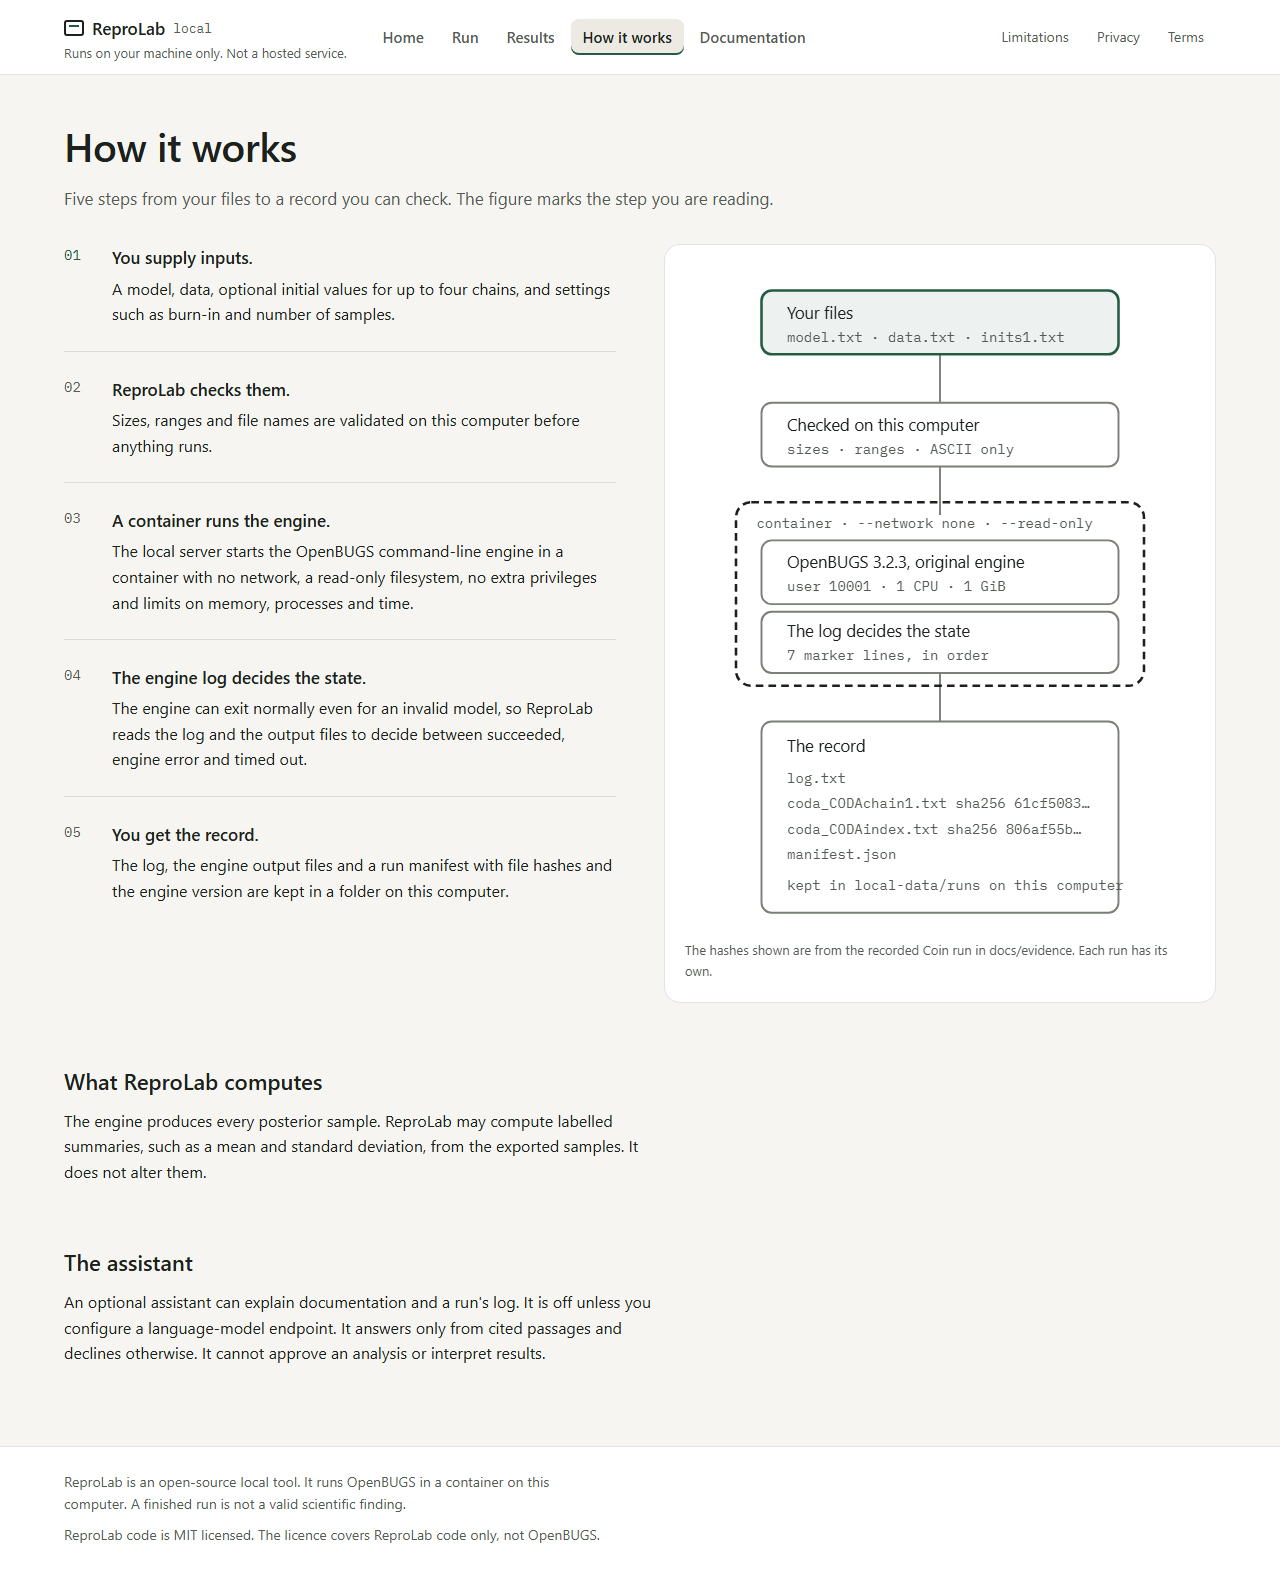 ReproLab local
Runs on your machine only. Not a hosted service.
Home
Run
Results
How it works
Documentation
Limitations
Privacy
Terms
How it works
Five steps from your files to a record you can check. The figure marks the step you are reading.
01
You supply inputs.
A model, data, optional initial values for up to four chains, and settings
such as burn-in and number of samples.
02
ReproLab checks them.
Sizes, ranges and file names are validated on this computer before
anything runs.
03
A container runs the engine.
The local server starts the OpenBUGS command-line engine in a
container with no network, a read-only filesystem, no extra privileges
and limits on memory, processes and time.
04
The engine log decides the state.
The engine can exit normally even for an invalid model, so ReproLab
reads the log and the output files to decide between succeeded,
engine error and timed out.
05
You get the record.
The log, the engine output files and a run manifest with file hashes and
the engine version are kept in a folder on this computer.
Your files
model.txt · data.txt · inits1.txt
Checked on this computer
sizes · ranges · ASCII only
container · --network none · --read-only
OpenBUGS 3.2.3, original engine
user 10001 · 1 CPU · 1 GiB
The log decides the state
7 marker lines, in order
The record
log.txt
coda_CODAchain1.txt sha256 61cf5083…
coda_CODAindex.txt sha256 806af55b…
manifest.json
kept in local-data/runs on this computer
The hashes shown are from the recorded Coin run in docs/evidence. Each run has its
own.
What ReproLab computes
The engine produces every posterior sample. ReproLab may compute labelled
summaries, such as a mean and standard deviation, from the exported samples. It
does not alter them.
The assistant
An optional assistant can explain documentation and a run's log. It is off unless you
configure a language-model endpoint. It answers only from cited passages and
declines otherwise. It cannot approve an analysis or interpret results.
ReproLab is an open-source local tool. It runs OpenBUGS in a container on this
computer. A finished run is not a valid scientific finding.
ReproLab code is MIT licensed. The licence covers ReproLab code only, not OpenBUGS.